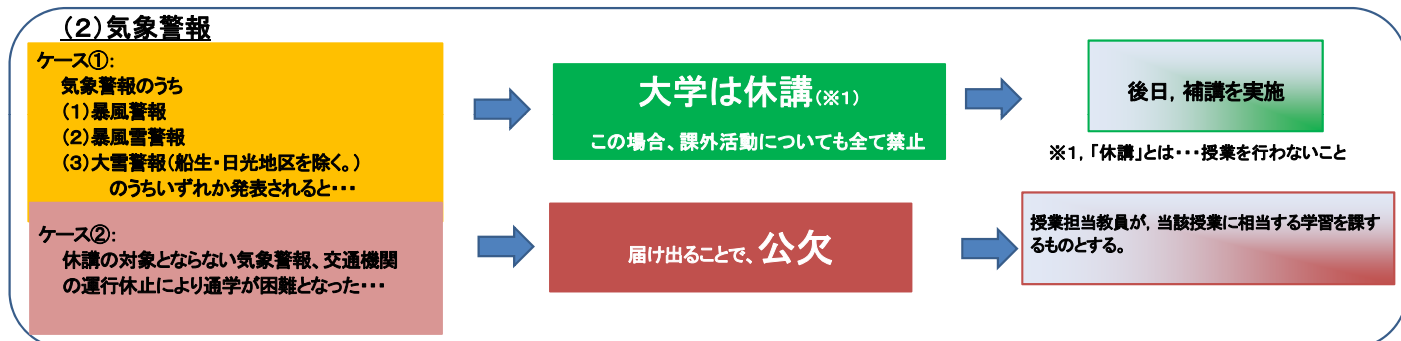 (2)気象警報
ケース①:
気象警報のうち
(1)暴風警報
(2)暴風雪警報
(3)大雪警報(船生・日光地区を除く。)
のうちいずれか発表されると・・・
大学は休講(※1)
この場合、課外活動についても全て禁止
後日，補講を実施
※1，「休講」とは・・・授業を行わないこと
ケース②:
休講の対象とならない気象警報、交通機関
の運行休止により通学が困難となった・・・
届け出ることで、公欠
授業担当教員が，当該授業に相当する学習を課す
るものとする。